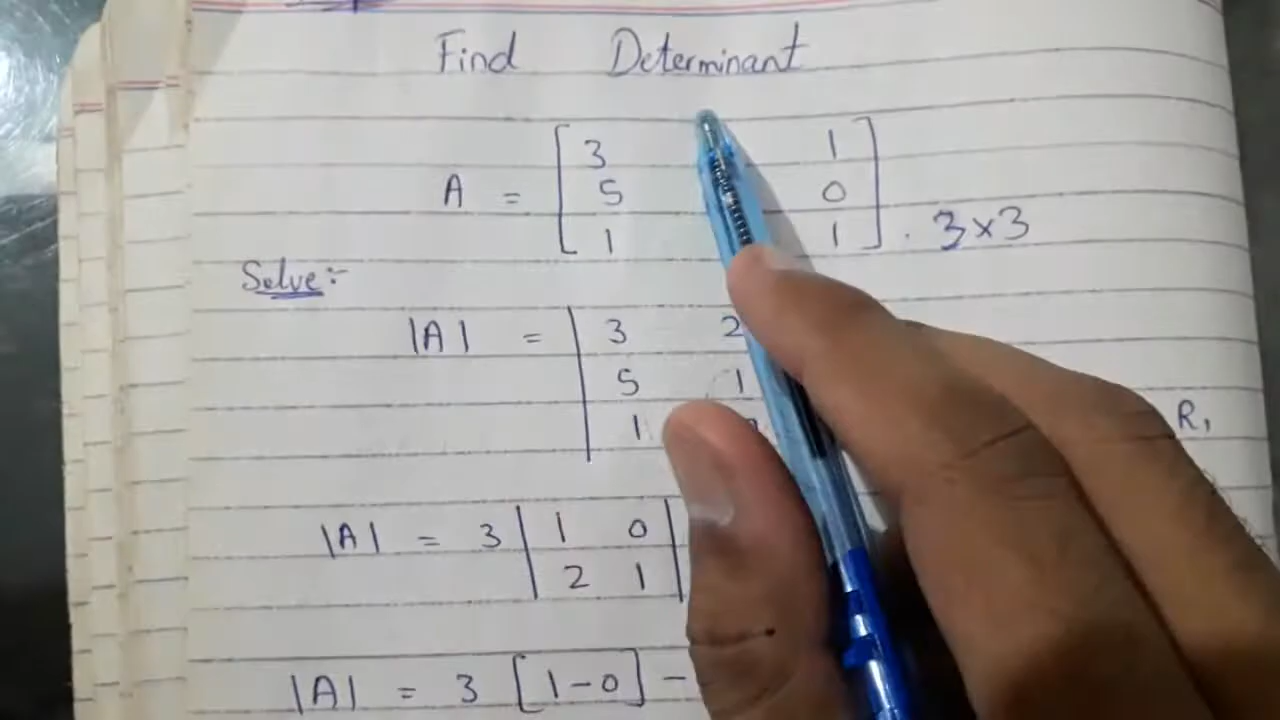 Find Determinant
A = [ 3 1
5 0
1 1 ] . 3×3
Solve:-
|A| = | 3 2
5 1
1 R,
|A| = 3 | 1 0 |
| 2 1 |
|A| = 3 [1-0] -